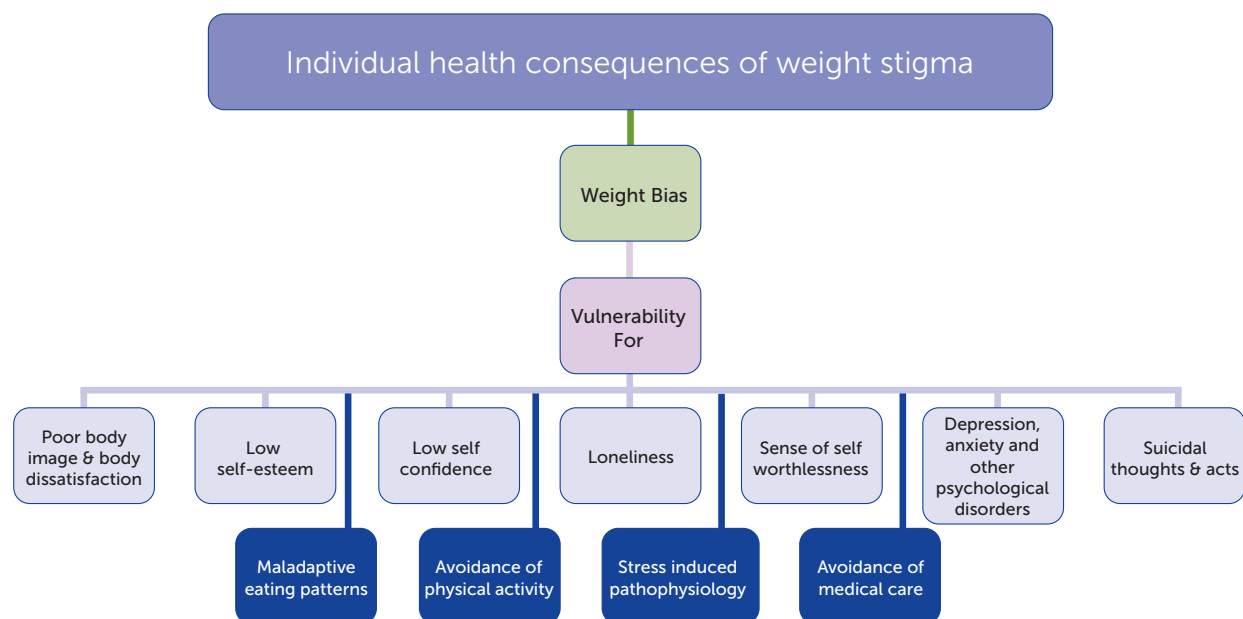 Individual health consequences of weight stigma
Weight Bias
Vulnerability
For
Poor body
image & body
dissatisfaction
Low
self-esteem
Low self
confidence
Loneliness
Sense of self
worthlessness
Depression,
anxiety and
other
psychological
disorders
Suicidal
thoughts & acts
Maladaptive
eating patterns
Avoidance of
physical activity
Stress induced
pathophysiology
Avoidance of
medical care